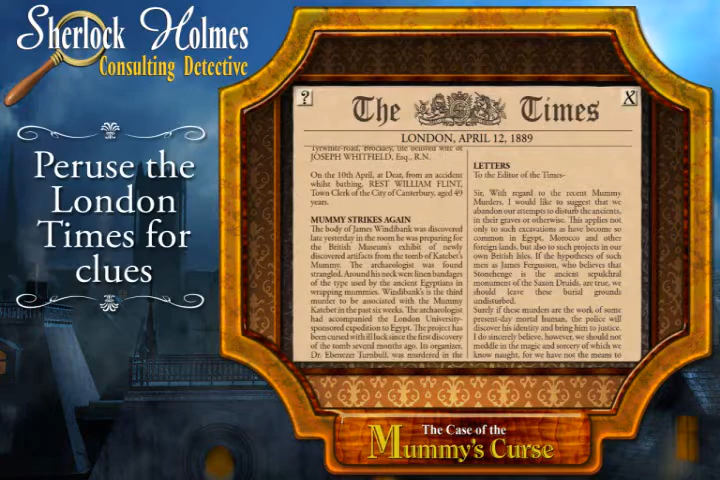 Sherlock Holmes
Consulting Detective
Peruse the
London
Times for
clues
?
The Times
X
LONDON, APRIL 12, 1889
Tyrwhitt-road, Brockley, the beloved wife of
JOSEPH WHITFIELD, Esq., R.N.
On the 10th April, at Deat, from an accident
whilst bathing, REST WILLIAM FLINT,
Town Clerk of the City of Canterbury, aged 49
years.
MUMMY STRIKES AGAIN
The body of James Windibank was discovered
late yesterday in the room he was preparing for
the British Museum's exhibit of newly
discovered artifacts from the tomb of Katebet's
Mummy. The archaeologist was found
strangled. Around his neck were linen bandages
of the type used by the ancient Egyptians in
wrapping mummies. Windibank's is the third
murder to be associated with the Mummy
Katebet in the past six weeks. The archaeologist
had accompanied the London University-
sponsored expedition to Egypt. The project has
been cursed with ill luck since the first discovery
of the tomb several months ago. Its organizer,
Dr. Ebenezer Turnbull, was murdered in the
LETTERS
To the Editor of the Times-
Sir, With regard to the recent Mummy
Murders, I would like to suggest that we
abandon our attempts to disturb the ancients,
in their graves or otherwise. This applies not
only to such excavations as have become so
common in Egypt, Morocco and other
foreign lands, but also to such projects in our
own British Isles. If the hypotheses of such
men as James Fergusson, who believes that
Stonehenge is the ancient sepulchral
monument of the Saxon Druids, are true, we
should leave these burial grounds
undisturbed.
Surely if these murders are the work of some
present-day mortal human, the police will
discover his identity and bring him to justice.
I do sincerely believe, however, we should not
meddle in the magic and sorcery of which we
know naught, for we have not the means to
The Case of the
Mummy's Curse